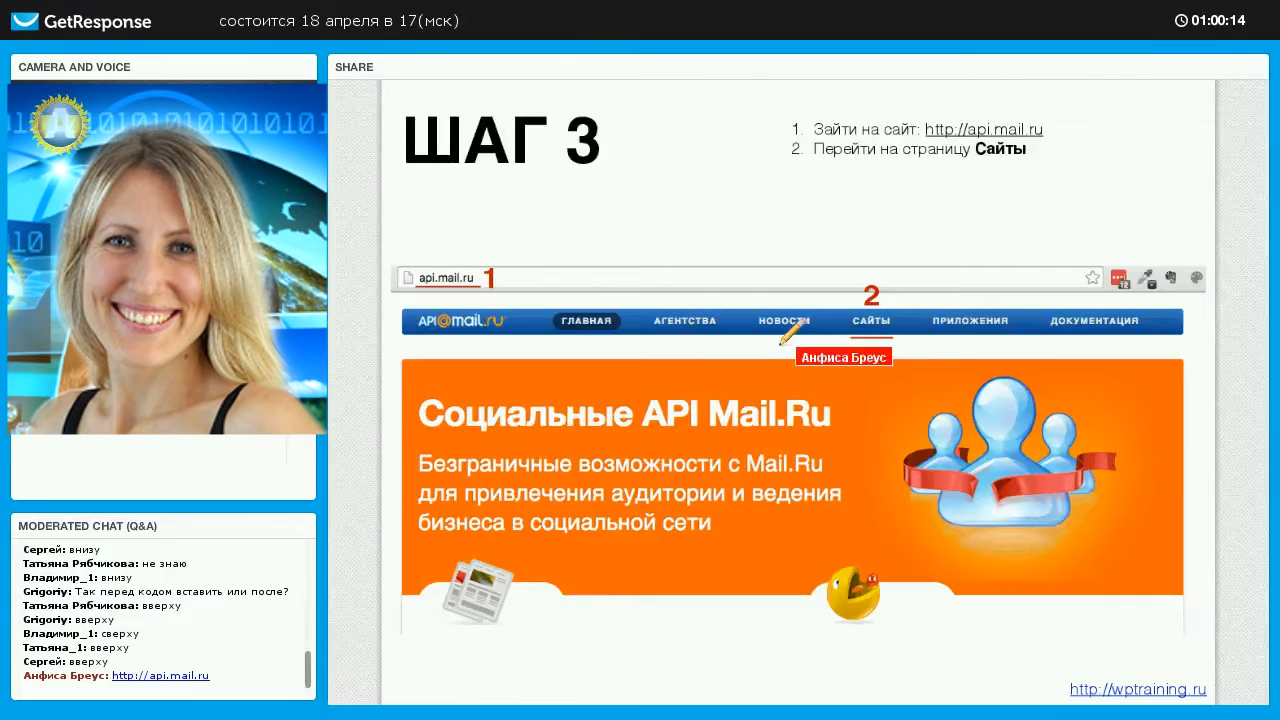 GetResponse
состоится 18 апреля в 17(мск)
01:00:14
CAMERA AND VOICE
SHARE
ШАГ 3
1. Зайти на сайт: http://api.mail.ru
2. Перейти на страницу Сайты
api.mail.ru 1
2
API@mail.ru ГЛАВНАЯ АГЕНТСТВА НОВОСТИ САЙТЫ ПРИЛОЖЕНИЯ ДОКУМЕНТАЦИЯ
Анфиса Бреус
Социальные API Mail.Ru
Безграничные возможности с Mail.Ru
для привлечения аудитории и ведения
бизнеса в социальной сети
MODERATED CHAT (Q&A)
Сергей: внизу
Татьяна Рябчикова: не знаю
Владимир_1: внизу
Grigoriy: Так перед кодом вставить или после?
Татьяна Рябчикова: вверху
Grigoriy: вверху
Владимир_1: сверху
Татьяна_1: вверху
Сергей: вверху
Анфиса Бреус: http://api.mail.ru
http://wptraining.ru